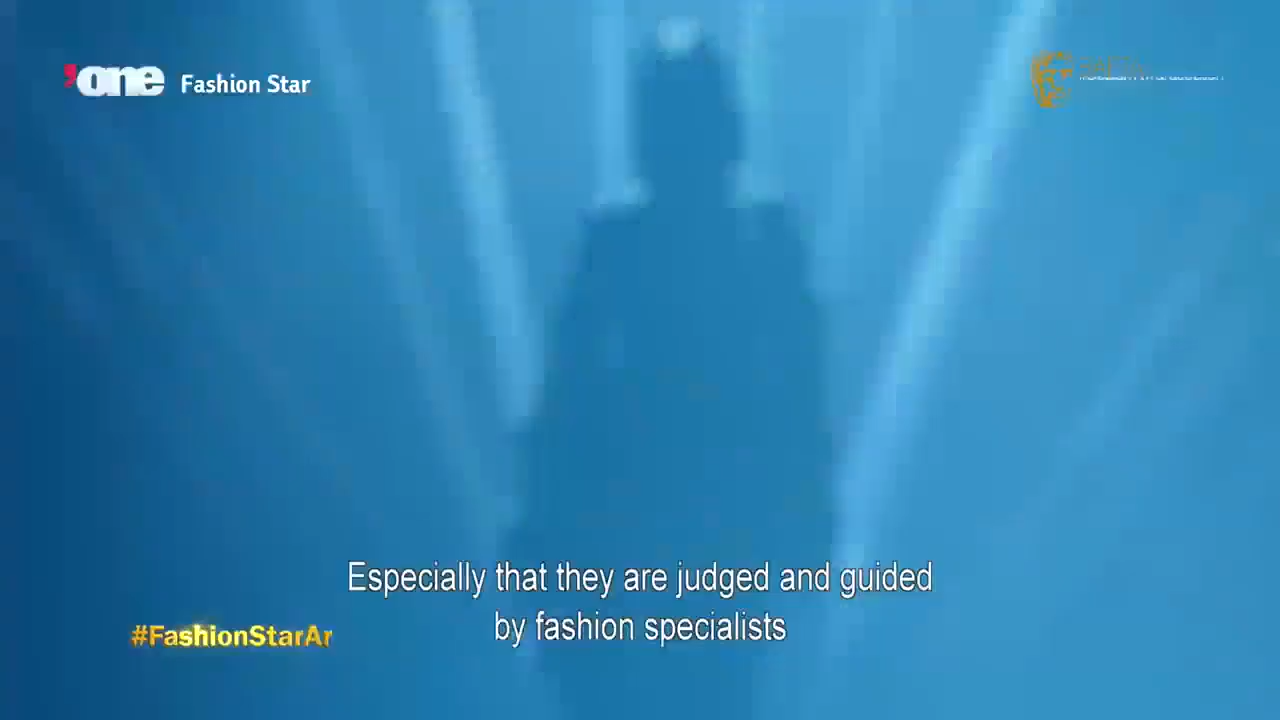 'one Fashion Star
Especially that they are judged and guided
by fashion specialists
#FashionStarAr